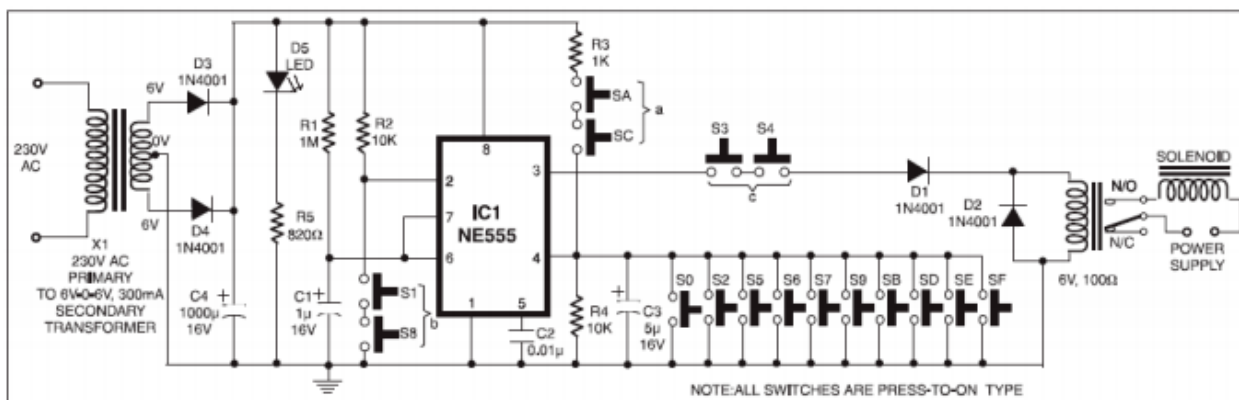 230V
AC
X1
230V AC
PRIMARY
TO 6V-0-6V, 300mA
SECONDARY
TRANSFORMER
6V
0V
6V
D3
1N4001
D4
1N4001
C4
1000µ
16V
D5
LED
R5
820Ω
R1
1M
R2
10K
C1
1µ
16V
+
+
S1
S8
b
IC1
NE555
8
2
7
6
3
4
1
5
C2
0.01µ
R3
1K
SA
SC
a
R4
10K
+
C3
5µ
16V
S3
S4
c
S0
S2
S5
S6
S7
S9
SB
SD
SE
SF
D1
1N4001
D2
1N4001
6V, 100Ω
N/O
N/C
SOLENOID
POWER
SUPPLY
NOTE:ALL SWITCHES ARE PRESS-TO-ON TYPE